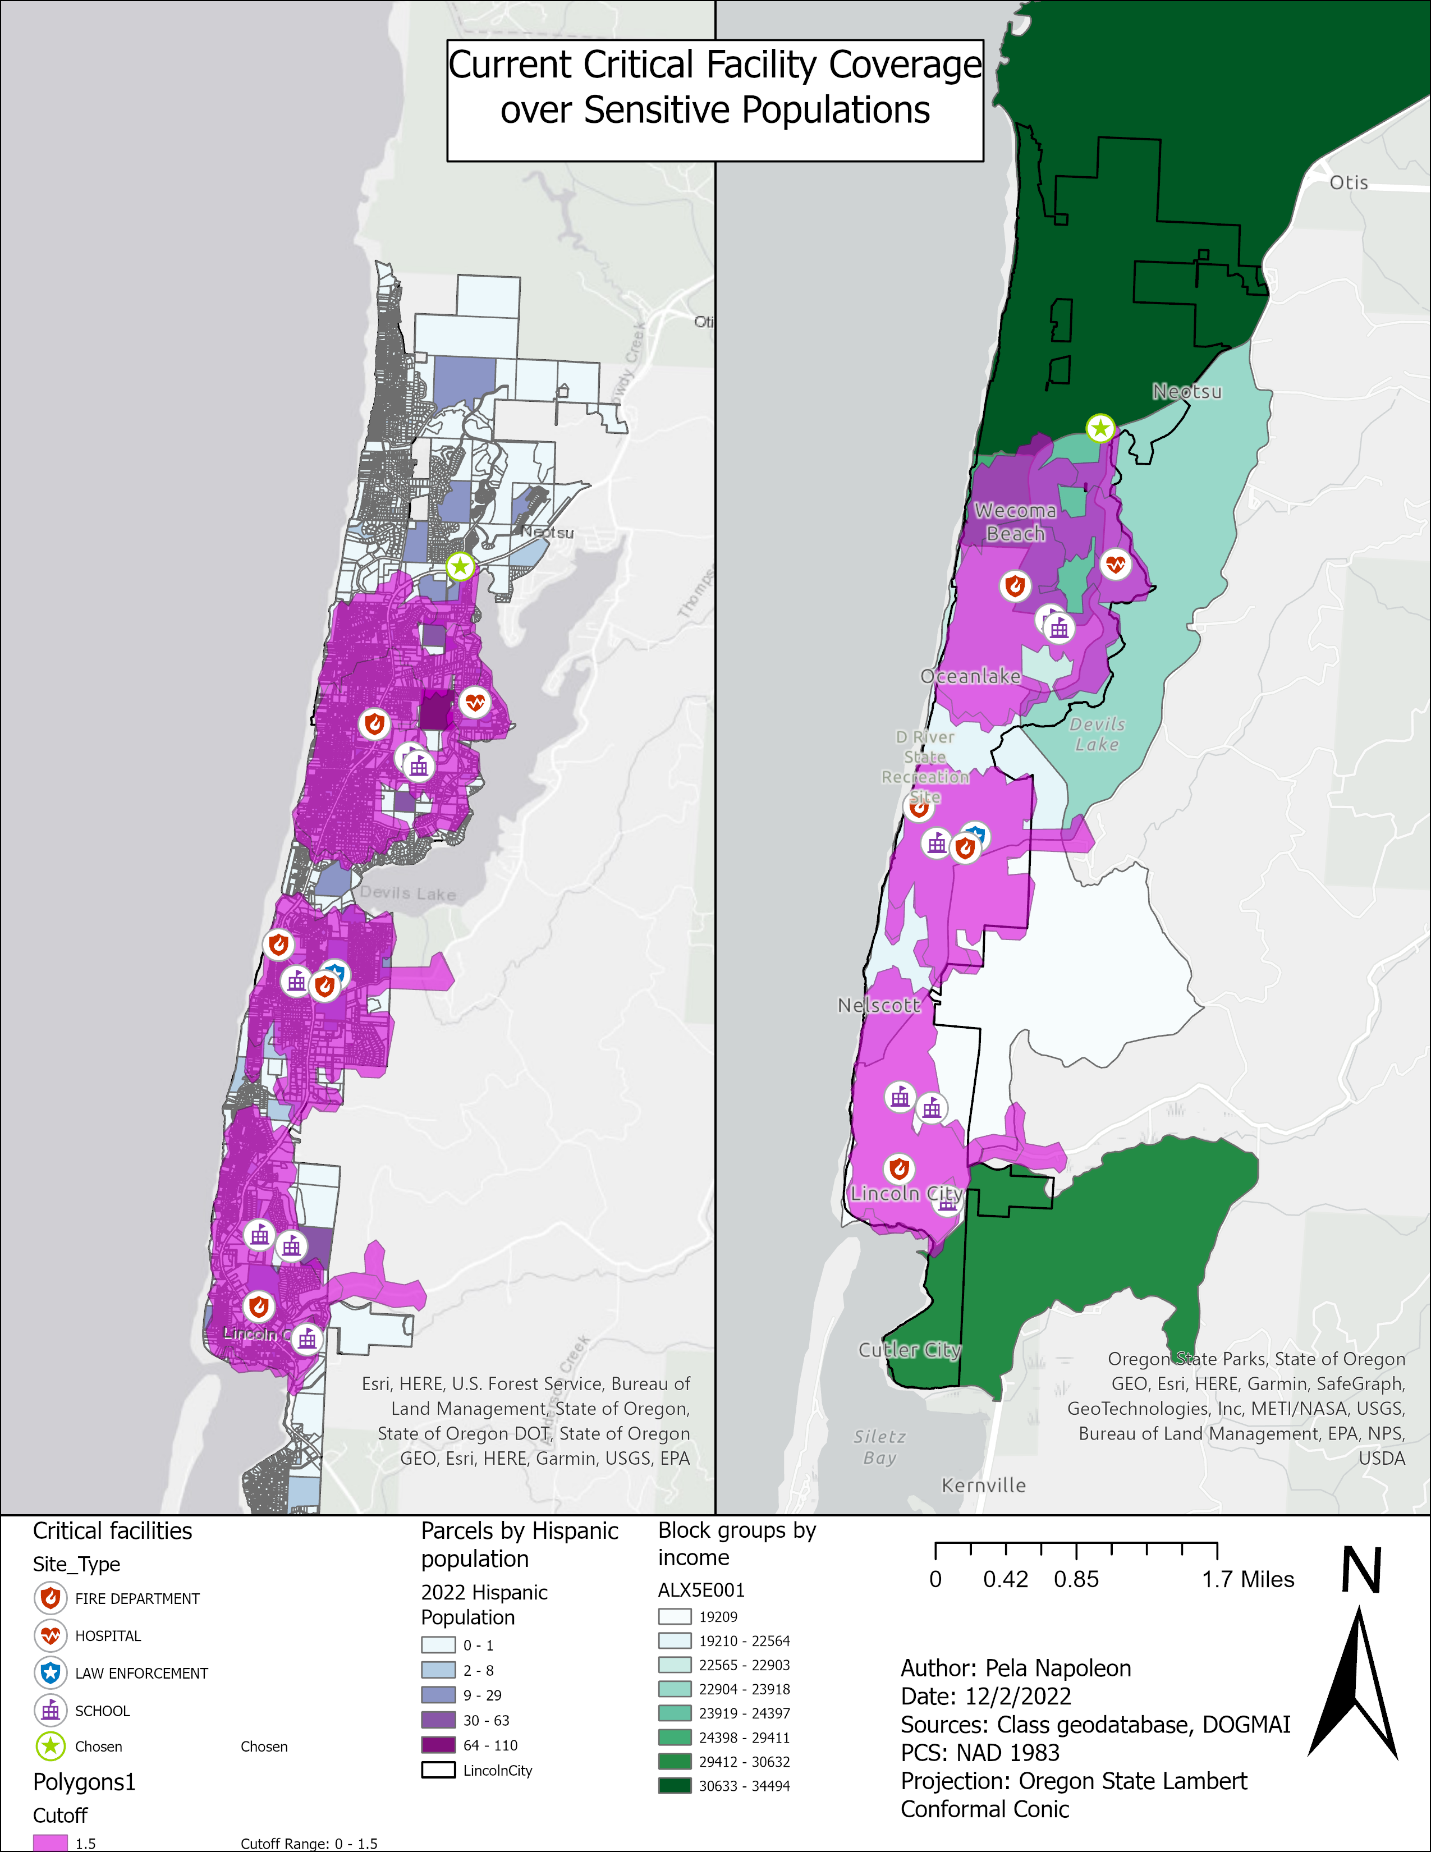 Current Critical Facility Coverage
over Sensitive Populations
Otis
Neotsu
Thomps
Devils Lake
Lincoln C
Esri, HERE, U.S. Forest Service, Bureau of
Land Management, State of Oregon,
State of Oregon DOT, State of Oregon
GEO, Esri, HERE, Garmin, USGS, EPA
Oti
owdy Creek
Creek
Neotsu
Wecoma
Beach
Oceanlake
Devils
Lake
D River
State
Recreation
Site
Nelscott
Lincoln City
Cutler City
Oregon State Parks, State of Oregon
GEO, Esri, HERE, Garmin, SafeGraph,
GeoTechnologies, Inc, METI/NASA, USGS,
Bureau of Land Management, EPA, NPS,
USDA
Siletz
Bay
Kernville
Critical facilities
Site_Type
FIRE DEPARTMENT
HOSPITAL
LAW ENFORCEMENT
SCHOOL
Chosen Chosen
Polygons1
Cutoff
1.5 Cutoff Range: 0 - 1.5
Parcels by Hispanic
population
2022 Hispanic
Population
0 - 1
2 - 8
9 - 29
30 - 63
64 - 110
LincolnCity
Block groups by
income
ALX5E001
19209
19210 - 22564
22565 - 22903
22904 - 23918
23919 - 24397
24398 - 29411
29412 - 30632
30633 - 34494
0 0.42 0.85 1.7 Miles
N
Author: Pela Napoleon
Date: 12/2/2022
Sources: Class geodatabase, DOGMAI
PCS: NAD 1983
Projection: Oregon State Lambert
Conformal Conic